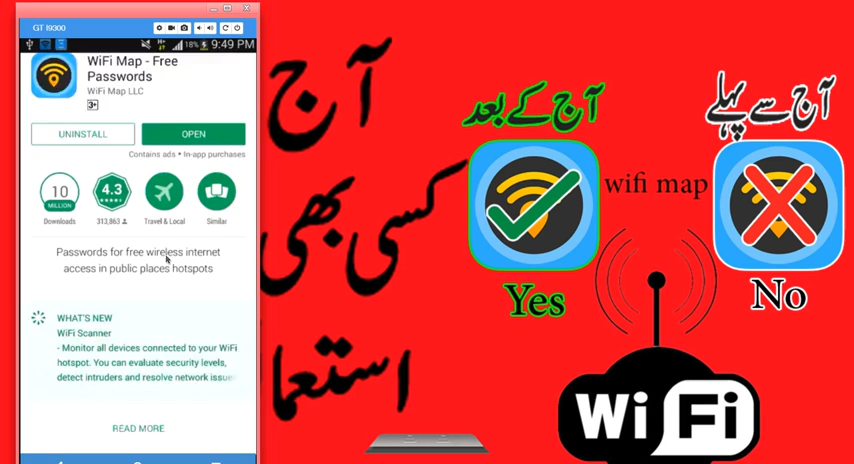 GT I9300
18% 9:49 PM
WiFi Map - Free
Passwords
WiFi Map LLC
3+
UNINSTALL
OPEN
Contains ads • In-app purchases
10
MILLION
Downloads
4.3
313,863
Travel & Local
Similar
Passwords for free wireless internet
access in public places hotspots
WHAT'S NEW
WiFi Scanner
- Monitor all devices connected to your WiFi
hotspot. You can evaluate security levels,
detect intruders and resolve network issue
READ MORE
آج
کسی بھی
استعما
آج کے بعد
آج سے پہلے
wifi map
Yes
No
WiFi